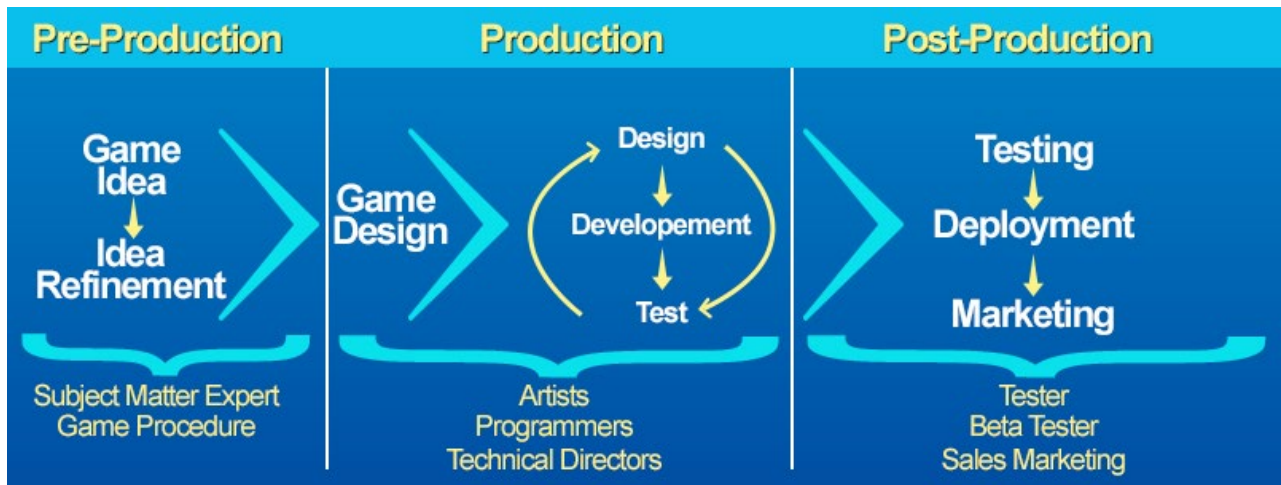 Pre-Production
Production
Post-Production
Game
Idea
Idea
Refinement
Game
Design
Design
Developement
Test
Testing
Deployment
Marketing
Subject Matter Expert
Game Procedure
Artists
Programmers
Technical Directors
Tester
Beta Tester
Sales Marketing